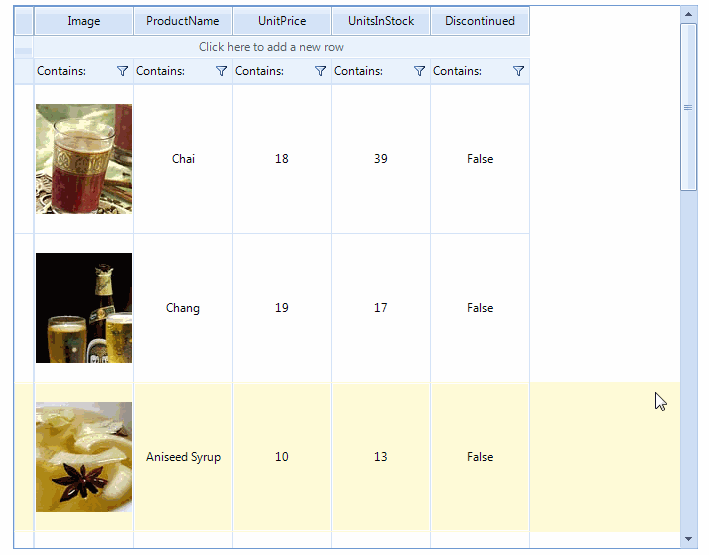 Image ProductName UnitPrice UnitsInStock Discontinued
Click here to add a new row
Contains: Contains: Contains: Contains: Contains:
Chai 18 39 False
Chang 19 17 False
Aniseed Syrup 10 13 False